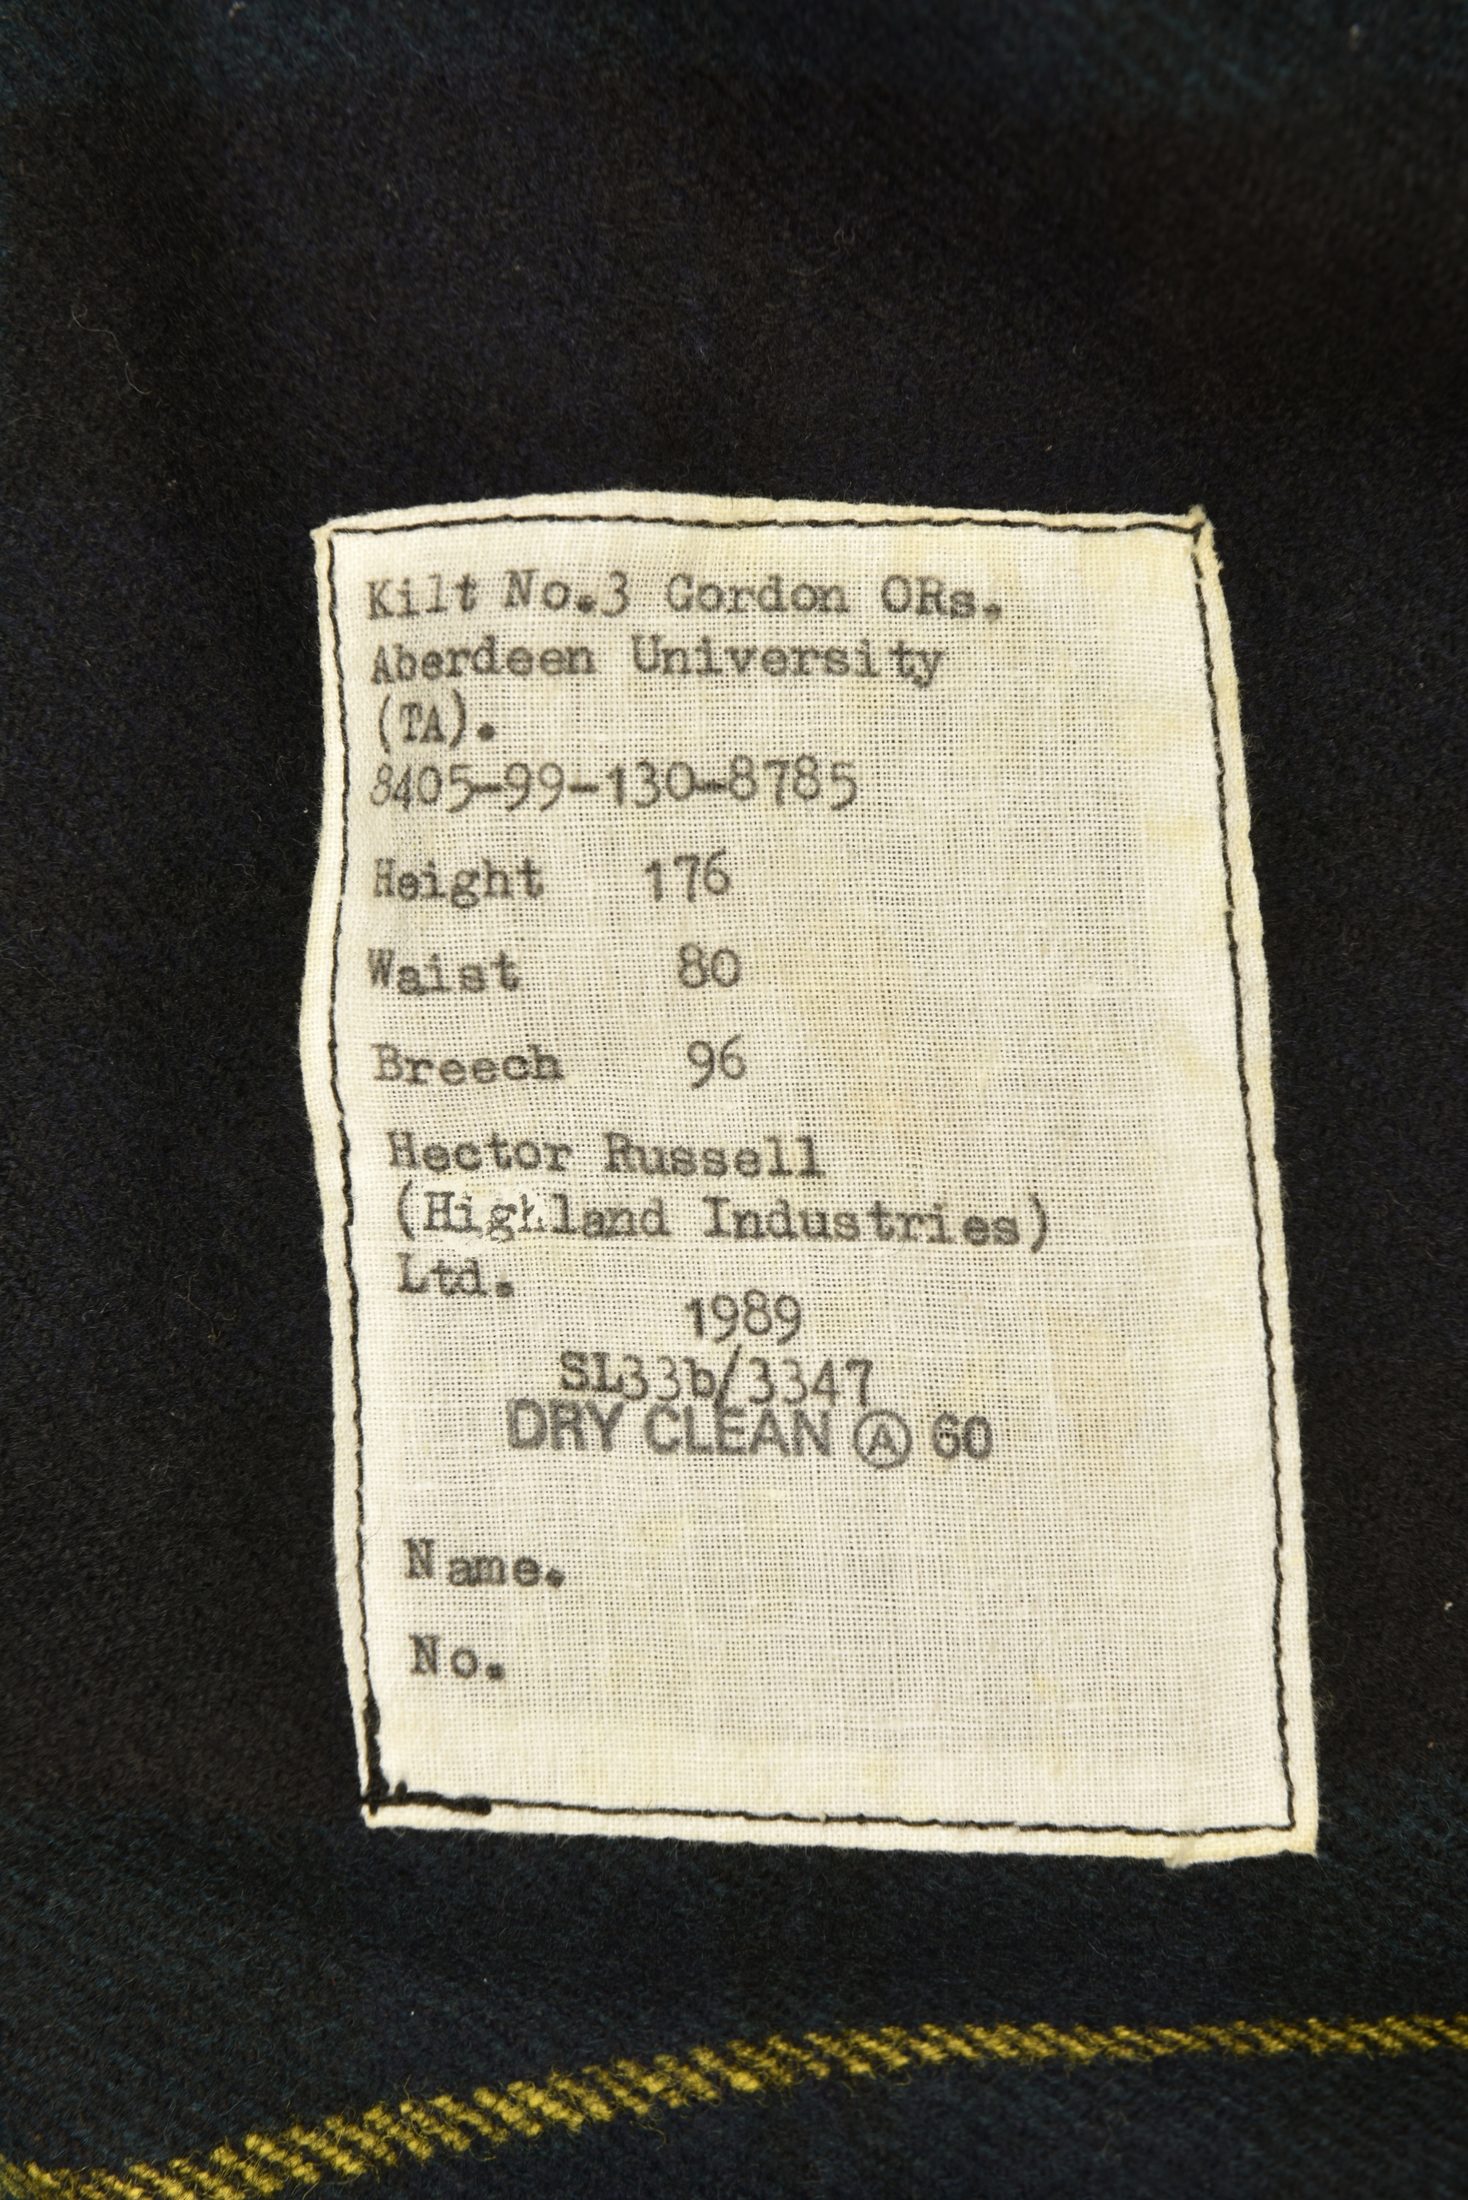 Kilt No.3 Gordon ORs.
Aberdeen University
(TA).
8405-99-130-8785
Height 176
Waist 80
Breech 96
Hector Russell
(Highland Industries)
Ltd.
1989
SL33b/3347
DRY CLEAN Ⓐ 60
Name.
No.